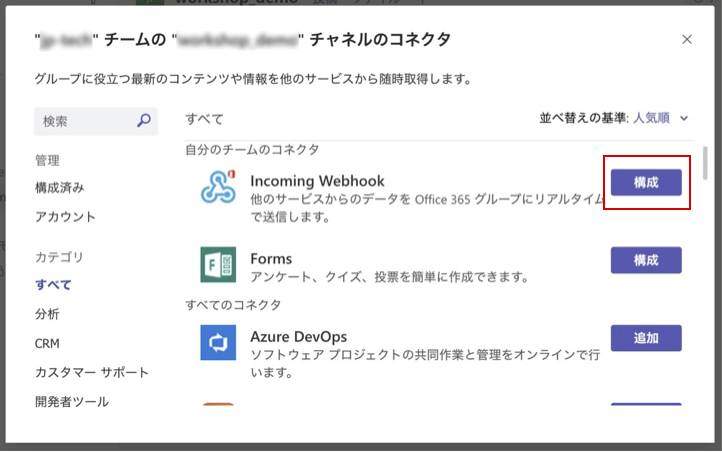 " " チームの " " チャネルのコネクタ
グループに役立つ最新のコンテンツや情報を他のサービスから随時取得します。
検索
管理
構成済み
アカウント
カテゴリ
すべて
分析
CRM
カスタマー サポート
開発者ツール
すべて
並べ替えの基準: 人気順
自分のチームのコネクタ
Incoming Webhook
他のサービスからのデータを Office 365 グループにリアルタイム
で送信します。
構成
Forms
アンケート、クイズ、投票を簡単に作成できます。
構成
すべてのコネクタ
Azure DevOps
ソフトウェア プロジェクトの共同作業と管理をオンラインで行
います。
追加